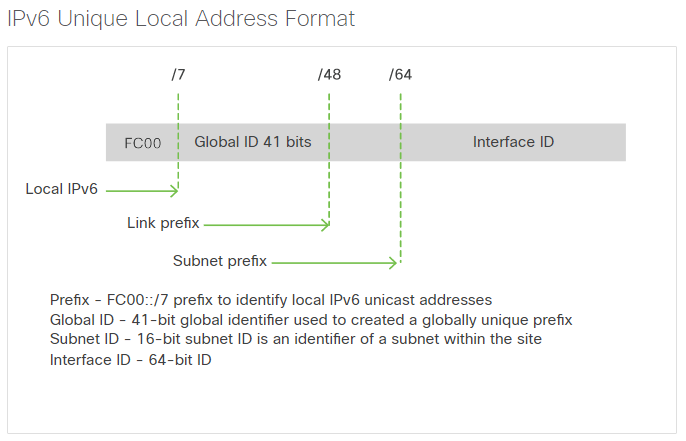 IPv6 Unique Local Address Format
/7 /48 /64
FC00 Global ID 41 bits Interface ID
Local IPv6
Link prefix
Subnet prefix
Prefix - FC00::/7 prefix to identify local IPv6 unicast addresses
Global ID - 41-bit global identifier used to created a globally unique prefix
Subnet ID - 16-bit subnet ID is an identifier of a subnet within the site
Interface ID - 64-bit ID